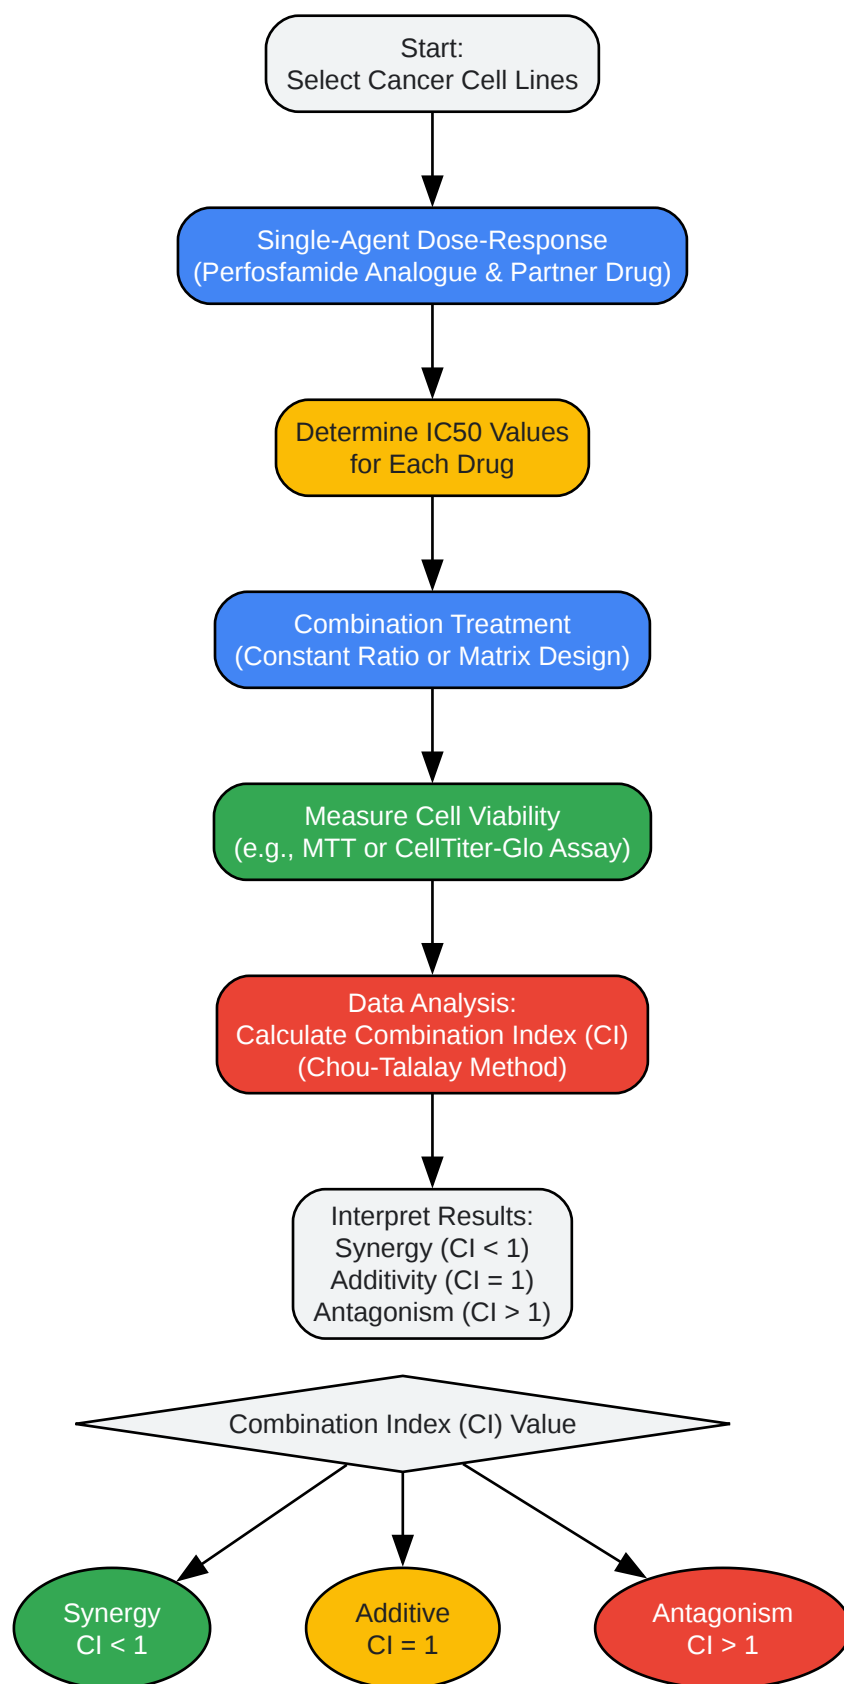 Start:
Select Cancer Cell Lines
Single-Agent Dose-Response
(Perfosfamide Analogue & Partner Drug)
Determine IC50 Values
for Each Drug
Combination Treatment
(Constant Ratio or Matrix Design)
Measure Cell Viability
(e.g., MTT or CellTiter-Glo Assay)
Data Analysis:
Calculate Combination Index (CI)
(Chou-Talalay Method)
Interpret Results:
Synergy (CI < 1)
Additivity (CI = 1)
Antagonism (CI > 1)
Combination Index (CI) Value
Synergy
CI < 1
Additive
CI = 1
Antagonism
CI > 1